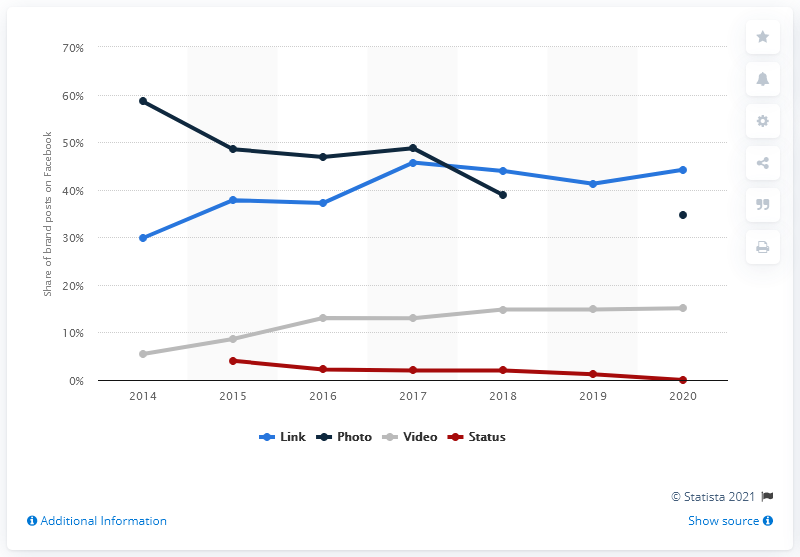 70%
60%
50%
40%
30%
20%
10%
0%
Share of brand posts on Facebook
2014 2015 2016 2017 2018 2019 2020
Link Photo Video Status
© Statista 2021
Additional Information
Show source